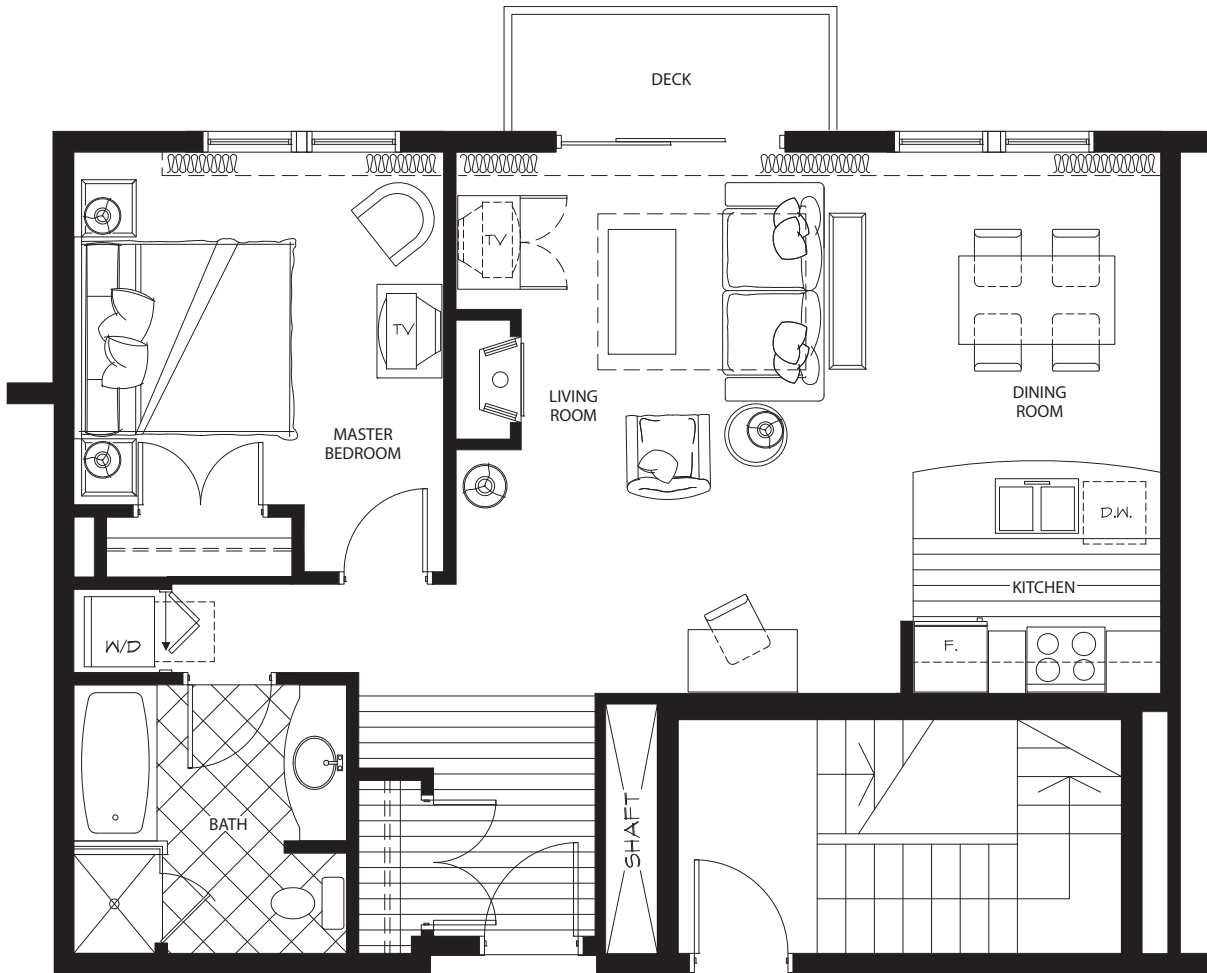 DECK
TV
TV
LIVING
ROOM
DINING
ROOM
MASTER
BEDROOM
D.W.
KITCHEN
W/D
F.
BATH
SHAFT